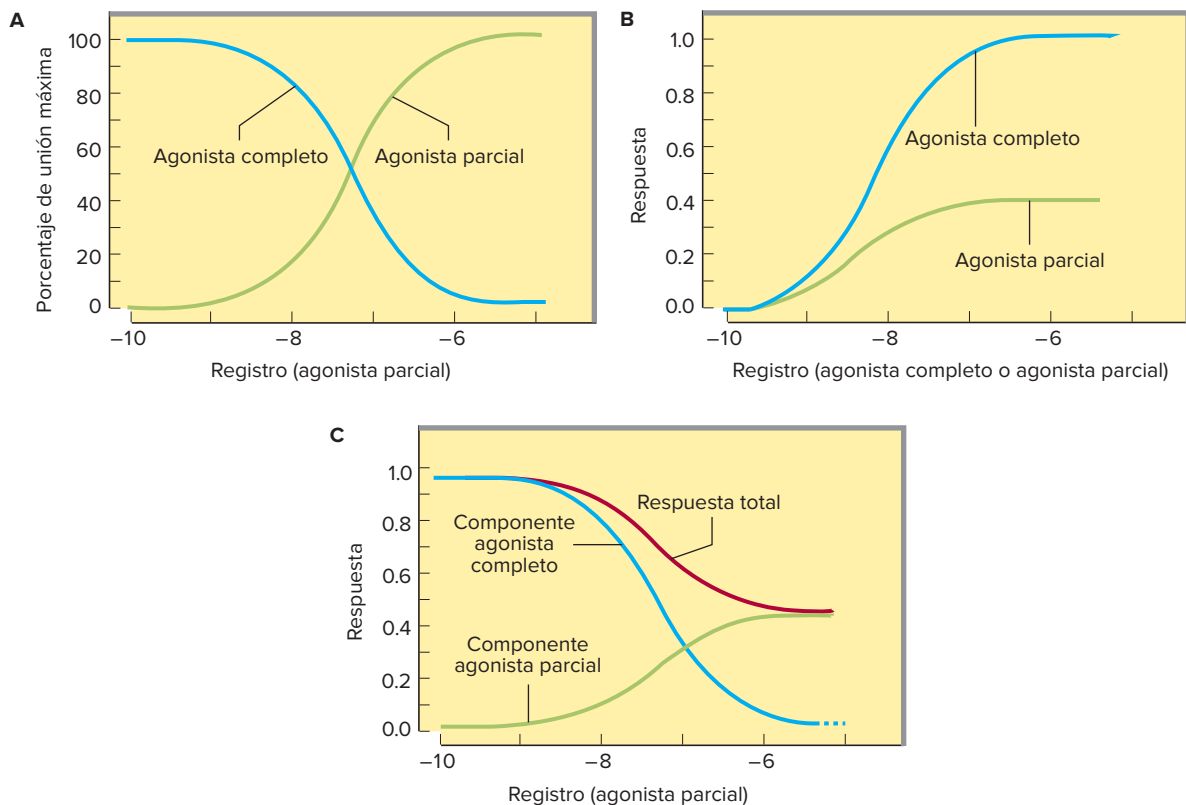 A
Porcentaje de unión máxima
100
80
60
40
20
0
Agonista completo
Agonista parcial
−10
−8
−6
Registro (agonista parcial)
B
Respuesta
1.0
0.8
0.6
0.4
0.2
0.0
Agonista completo
Agonista parcial
−10
−8
−6
Registro (agonista completo o agonista parcial)
C
Respuesta
1.0
0.8
0.6
0.4
0.2
0.0
Respuesta total
Componente
agonista
completo
Componente
agonista parcial
−10
−8
−6
Registro (agonista parcial)